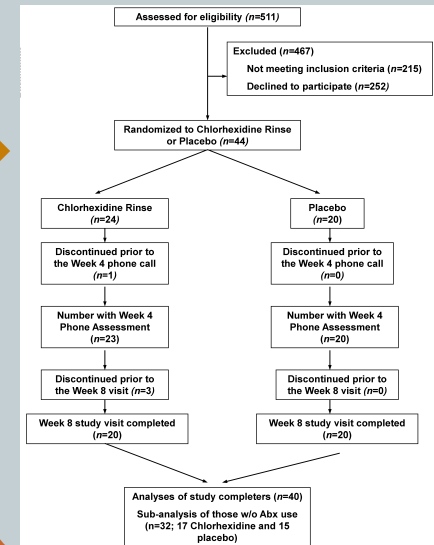 Assessed for eligibility (n=511)
Excluded (n=467)
Not meeting inclusion criteria (n=215)
Declined to participate (n=252)
Randomized to Chlorhexidine Rinse
or Placebo (n=44)
Chlorhexidine Rinse
(n=24)
Placebo
(n=20)
Discontinued prior to
the Week 4 phone call
(n=1)
Discontinued prior to
the Week 4 phone call
(n=0)
Number with Week 4
Phone Assessment
(n=23)
Number with Week 4
Phone Assessment
(n=20)
Discontinued prior to
the Week 8 visit (n=3)
Discontinued prior to
the Week 8 visit (n=0)
Week 8 study visit completed
(n=20)
Week 8 study visit completed
(n=20)
Analyses of study completers (n=40)
Sub-analysis of those w/o Abx use
(n=32; 17 Chlorhexidine and 15
placebo)